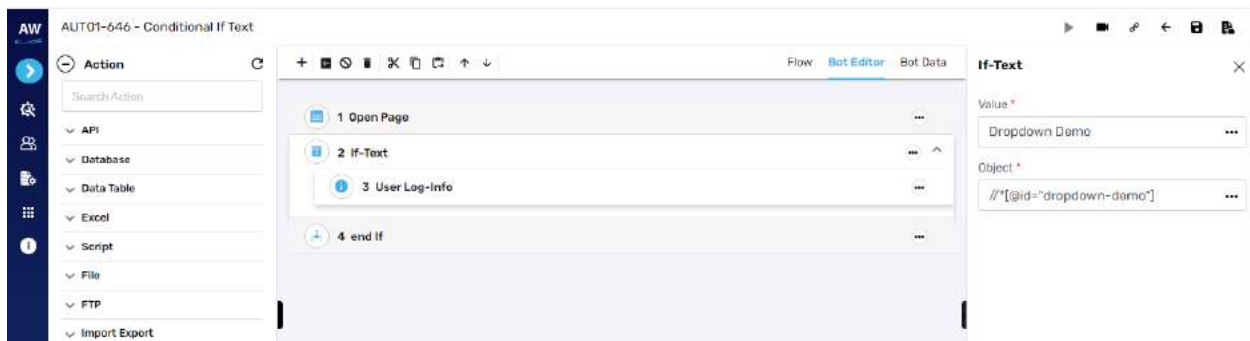 AW
AUT01-646 - Conditional If Text
Action
Search Action
API
Database
Data Table
Excel
Script
File
FTP
Import Export
Flow Bot Editor Bot Data
1 Open Page
2 If-Text
3 User Log-Info
4 end If
If-Text
Value *
Dropdown Demo
Object *
//*[@id="dropdown-demo"]